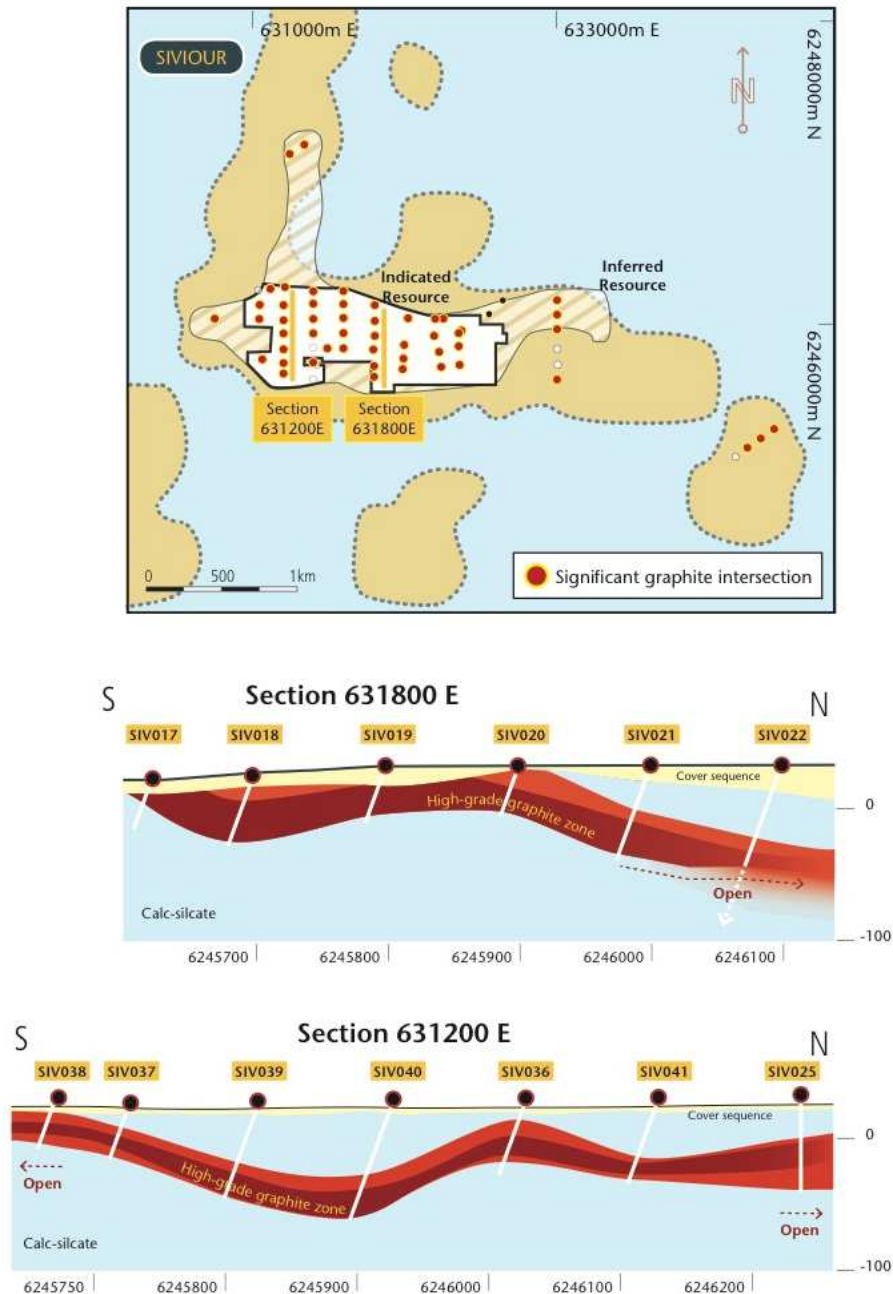 SIVIOUR
631000m E
633000m E
6248000m N
N
Indicated
Resource
Inferred
Resource
6246000m N
Section
631200E
Section
631800E
0 500 1km
Significant graphite intersection
S
Section 631800 E
N
SIV017
SIV018
SIV019
SIV020
SIV021
SIV022
Cover sequence
High-grade graphite zone
0
Open
Calc-silcate
-100
6245700
6245800
6245900
6246000
6246100
S
Section 631200 E
N
SIV038
SIV037
SIV039
SIV040
SIV036
SIV041
SIV025
Cover sequence
0
High-grade graphite zone
Open
Open
Calc-silcate
-100
6245750
6245800
6245900
6246000
6246100
6246200